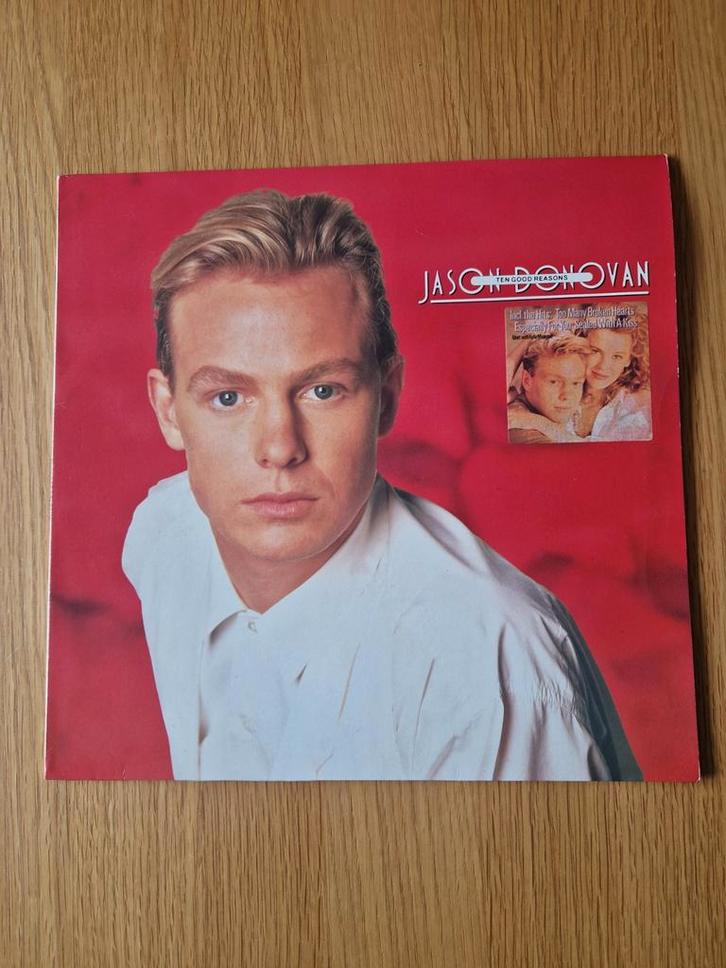 JASON DONOVAN
TEN GOOD REASONS
Incl. the Hits: Too Many Broken Hearts
Especially For You · Sealed With A Kiss